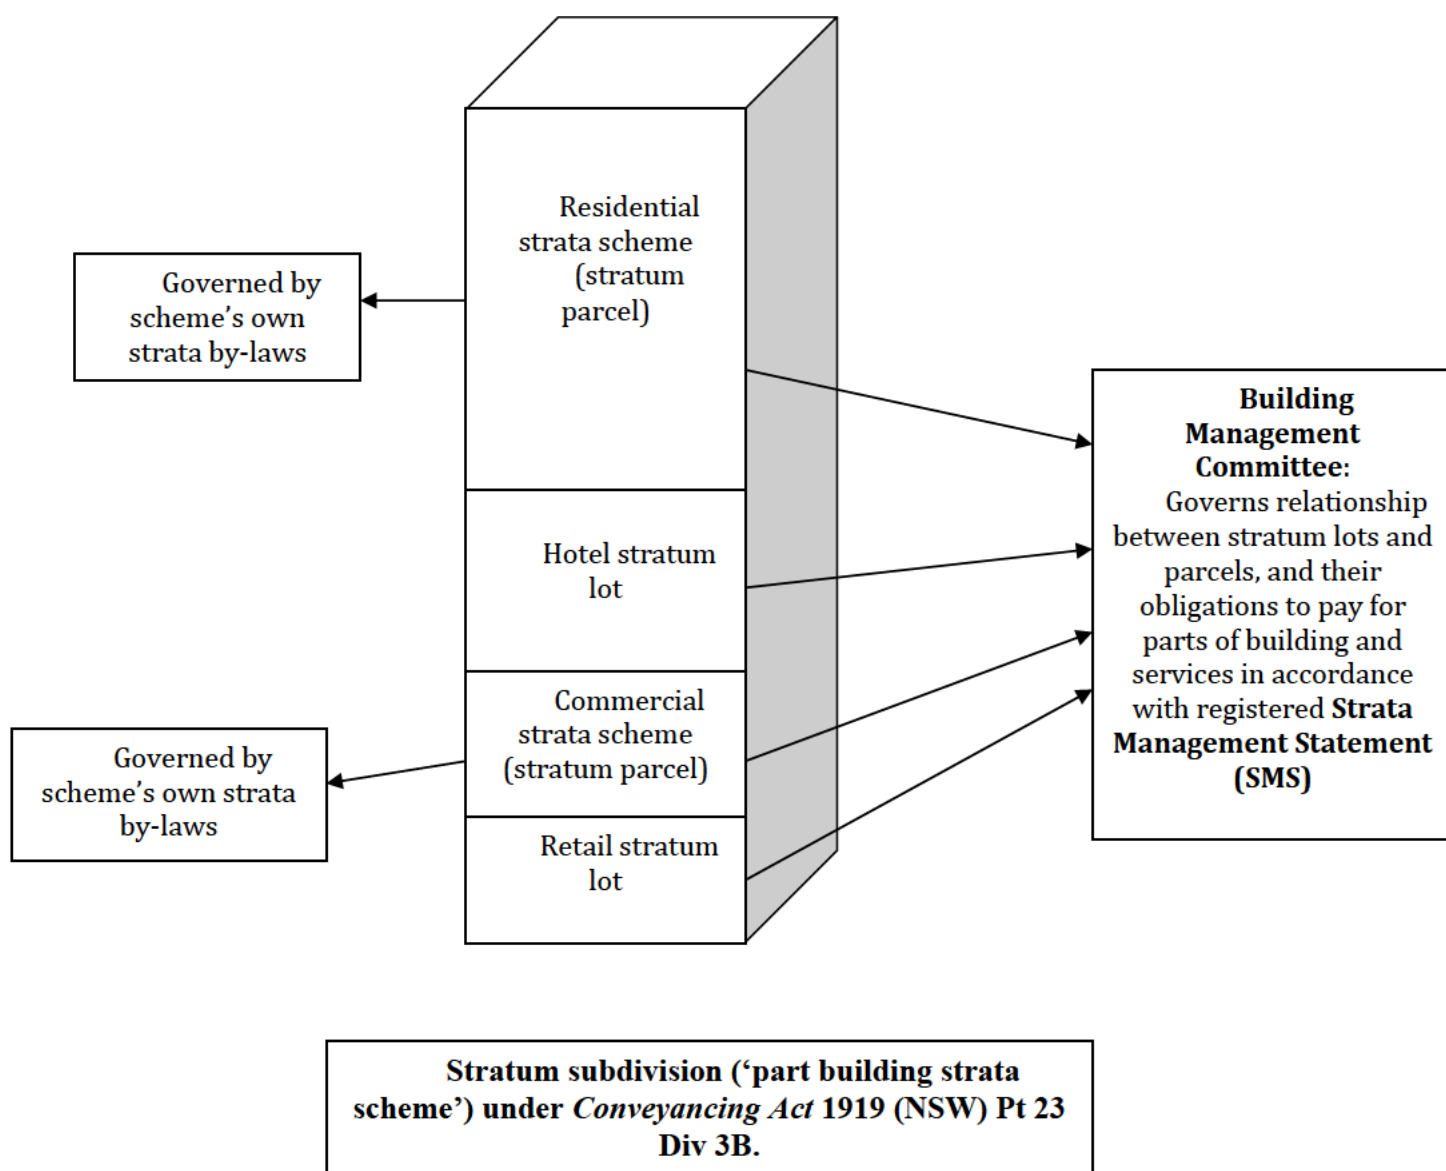 Residential
strata scheme
(stratum
parcel)
Governed by
scheme’s own
strata by-laws
Hotel stratum
lot
Commercial
strata scheme
(stratum parcel)
Governed by
scheme’s own strata
by-laws
Retail stratum
lot
Building
Management
Committee:
Governs relationship
between stratum lots and
parcels, and their
obligations to pay for
parts of building and
services in accordance
with registered Strata
Management Statement
(SMS)
Stratum subdivision (‘part building strata
scheme’) under Conveyancing Act 1919 (NSW) Pt 23
Div 3B.